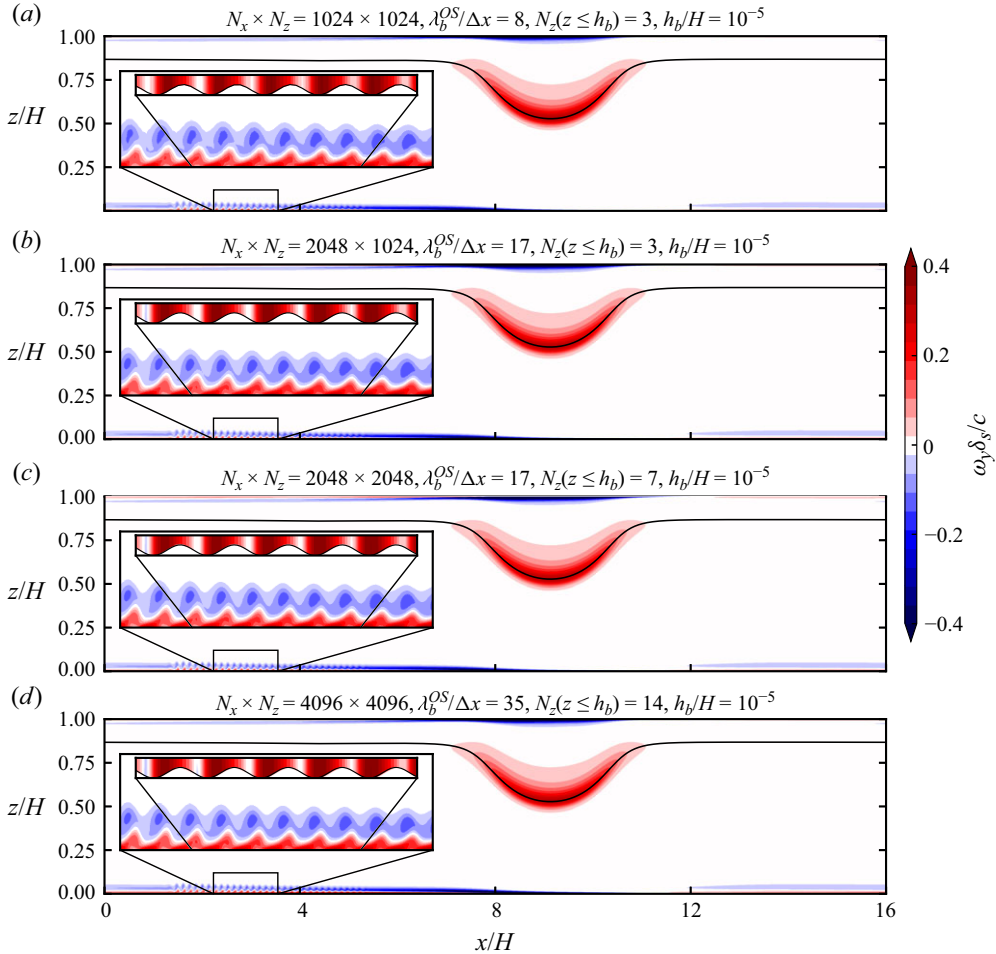 (a)
N_x × N_z = 1024 × 1024, λ_b^{OS}/Δx = 8, N_z(z ≤ h_b) = 3, h_b/H = 10^{−5}
1.00
0.75
z/H
0.50
0.25
4
8
12
16
(b)
N_x × N_z = 2048 × 1024, λ_b^{OS}/Δx = 17, N_z(z ≤ h_b) = 3, h_b/H = 10^{−5}
1.00
0.75
z/H
0.50
0.25
0.00
(c)
N_x × N_z = 2048 × 2048, λ_b^{OS}/Δx = 17, N_z(z ≤ h_b) = 7, h_b/H = 10^{−5}
1.00
0.75
z/H
0.50
0.25
0.00
(d)
N_x × N_z = 4096 × 4096, λ_b^{OS}/Δx = 35, N_z(z ≤ h_b) = 14, h_b/H = 10^{−5}
1.00
0.75
z/H
0.50
0.25
0.00
0
4
8
12
16
x/H
0.4
0.2
0
−0.2
−0.4
ω_y δ_s/c